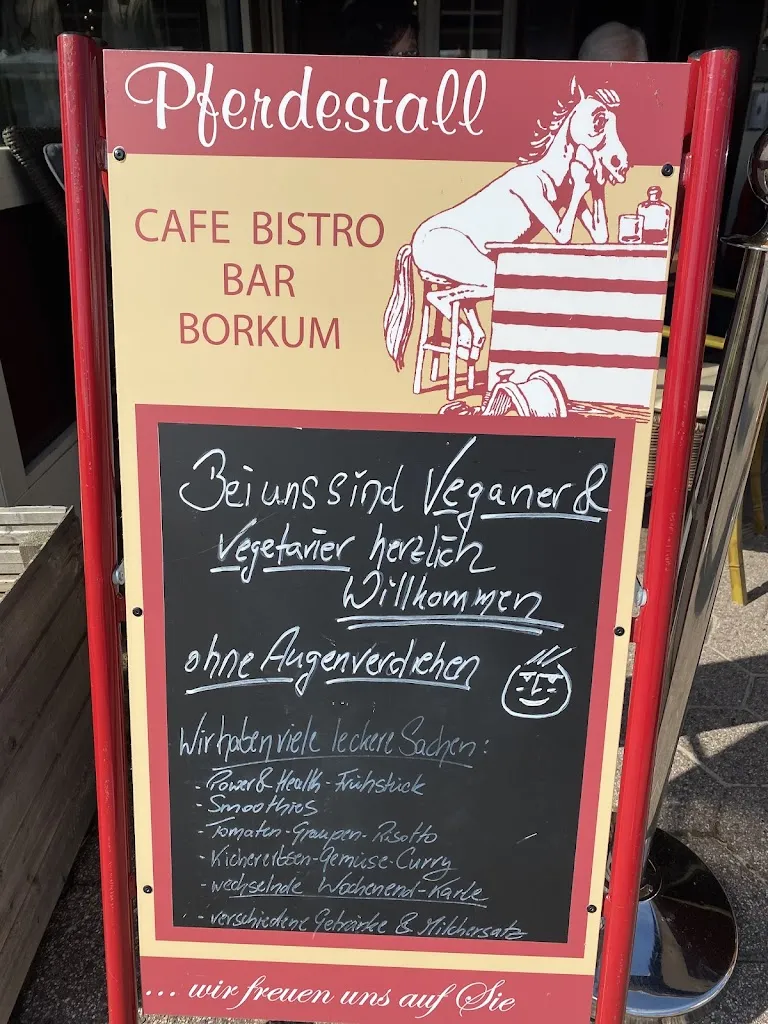 Pferdestall
CAFE BISTRO
BAR
BORKUM
Bei uns sind Veganer &
Vegetarier herzlich
Willkommen
ohne Augenverdrehen
Wir haben viele leckere Sachen:
- Power & Health - Frühstück
- Smoothies
- Tomaten-Graupen-Risotto
- Kichererbsen-Gemüse-Curry
- wechselnde Wochenend-Karte
- verschiedene Getränke & Milchersatz
... wir freuen uns auf Sie